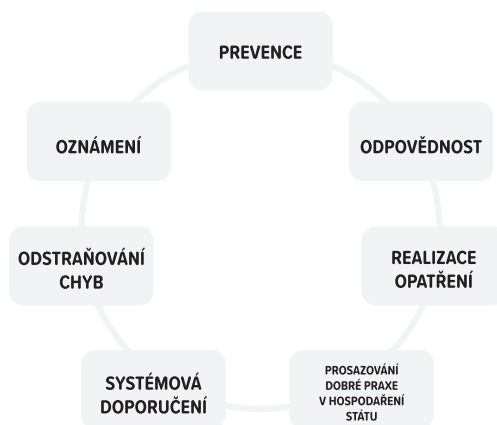 PREVENCE
OZNÁMENÍ
ODPOVĚDNOST
ODSTRAŇOVÁNÍ
CHYB
REALIZACE
OPATŘENÍ
SYSTÉMOVÁ
DOPORUČENÍ
PROSAZOVÁNÍ
DOBRÉ PRAXE
V HOSPODAŘENÍ
STÁTU